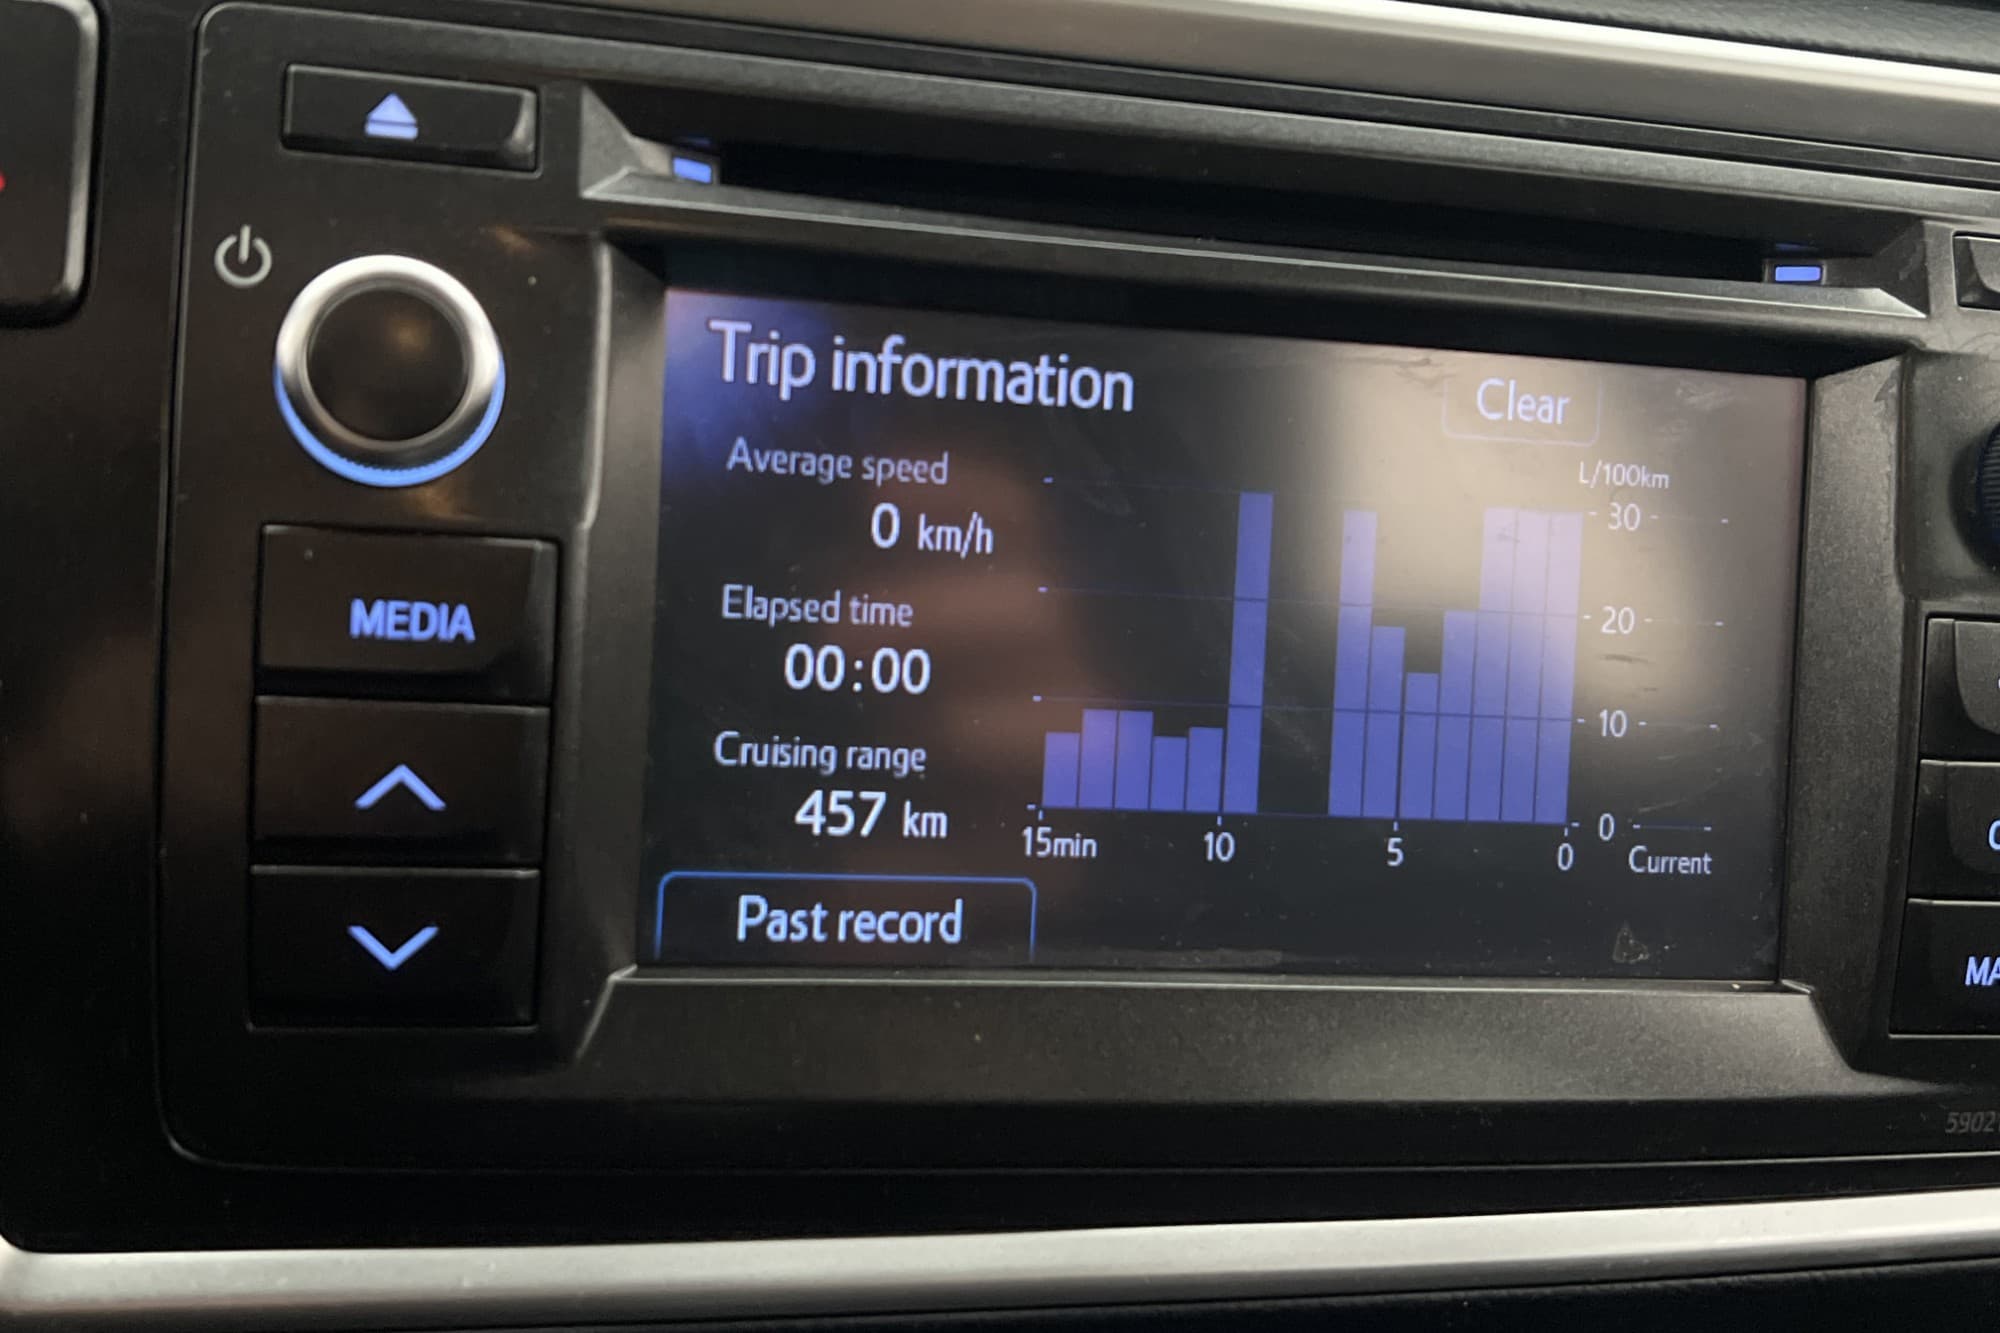 Trip information
Clear
Average speed
0 km/h
Elapsed time
00:00
Cruising range
457 km
Past record
L/100km
30
20
10
0
15min
10
5
0
Current
MEDIA